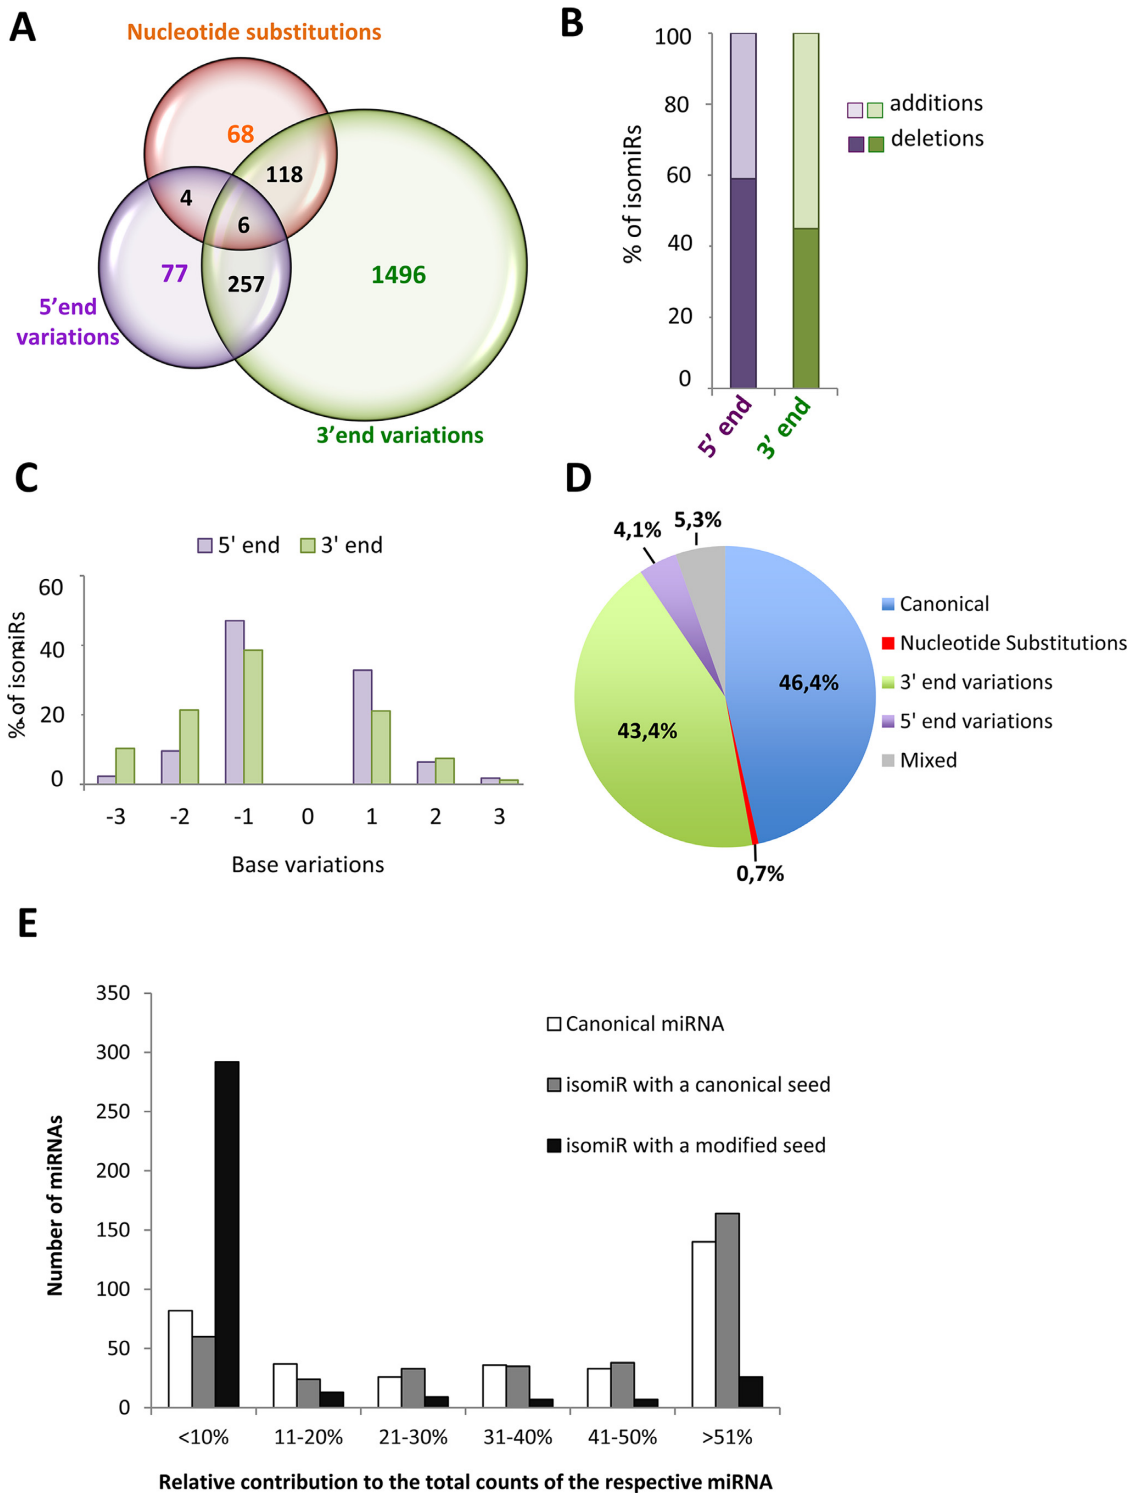 A
Nucleotide substitutions
68
118
4
6
77
257
1496
5'end
variations
3'end variations
B
100
80
60
40
20
0
% of isomiRs
additions
deletions
5' end
3' end
C
5' end
3' end
60
40
20
0
% of isomiRs
-3 -2 -1 0 1 2 3
Base variations
D
4,1%
5,3%
46,4%
43,4%
0,7%
Canonical
Nucleotide Substitutions
3' end variations
5' end variations
Mixed
E
350
300
250
200
150
100
50
0
Number of miRNAs
Canonical miRNA
isomiR with a canonical seed
isomiR with a modified seed
<10% 11-20% 21-30% 31-40% 41-50% >51%
Relative contribution to the total counts of the respective miRNA